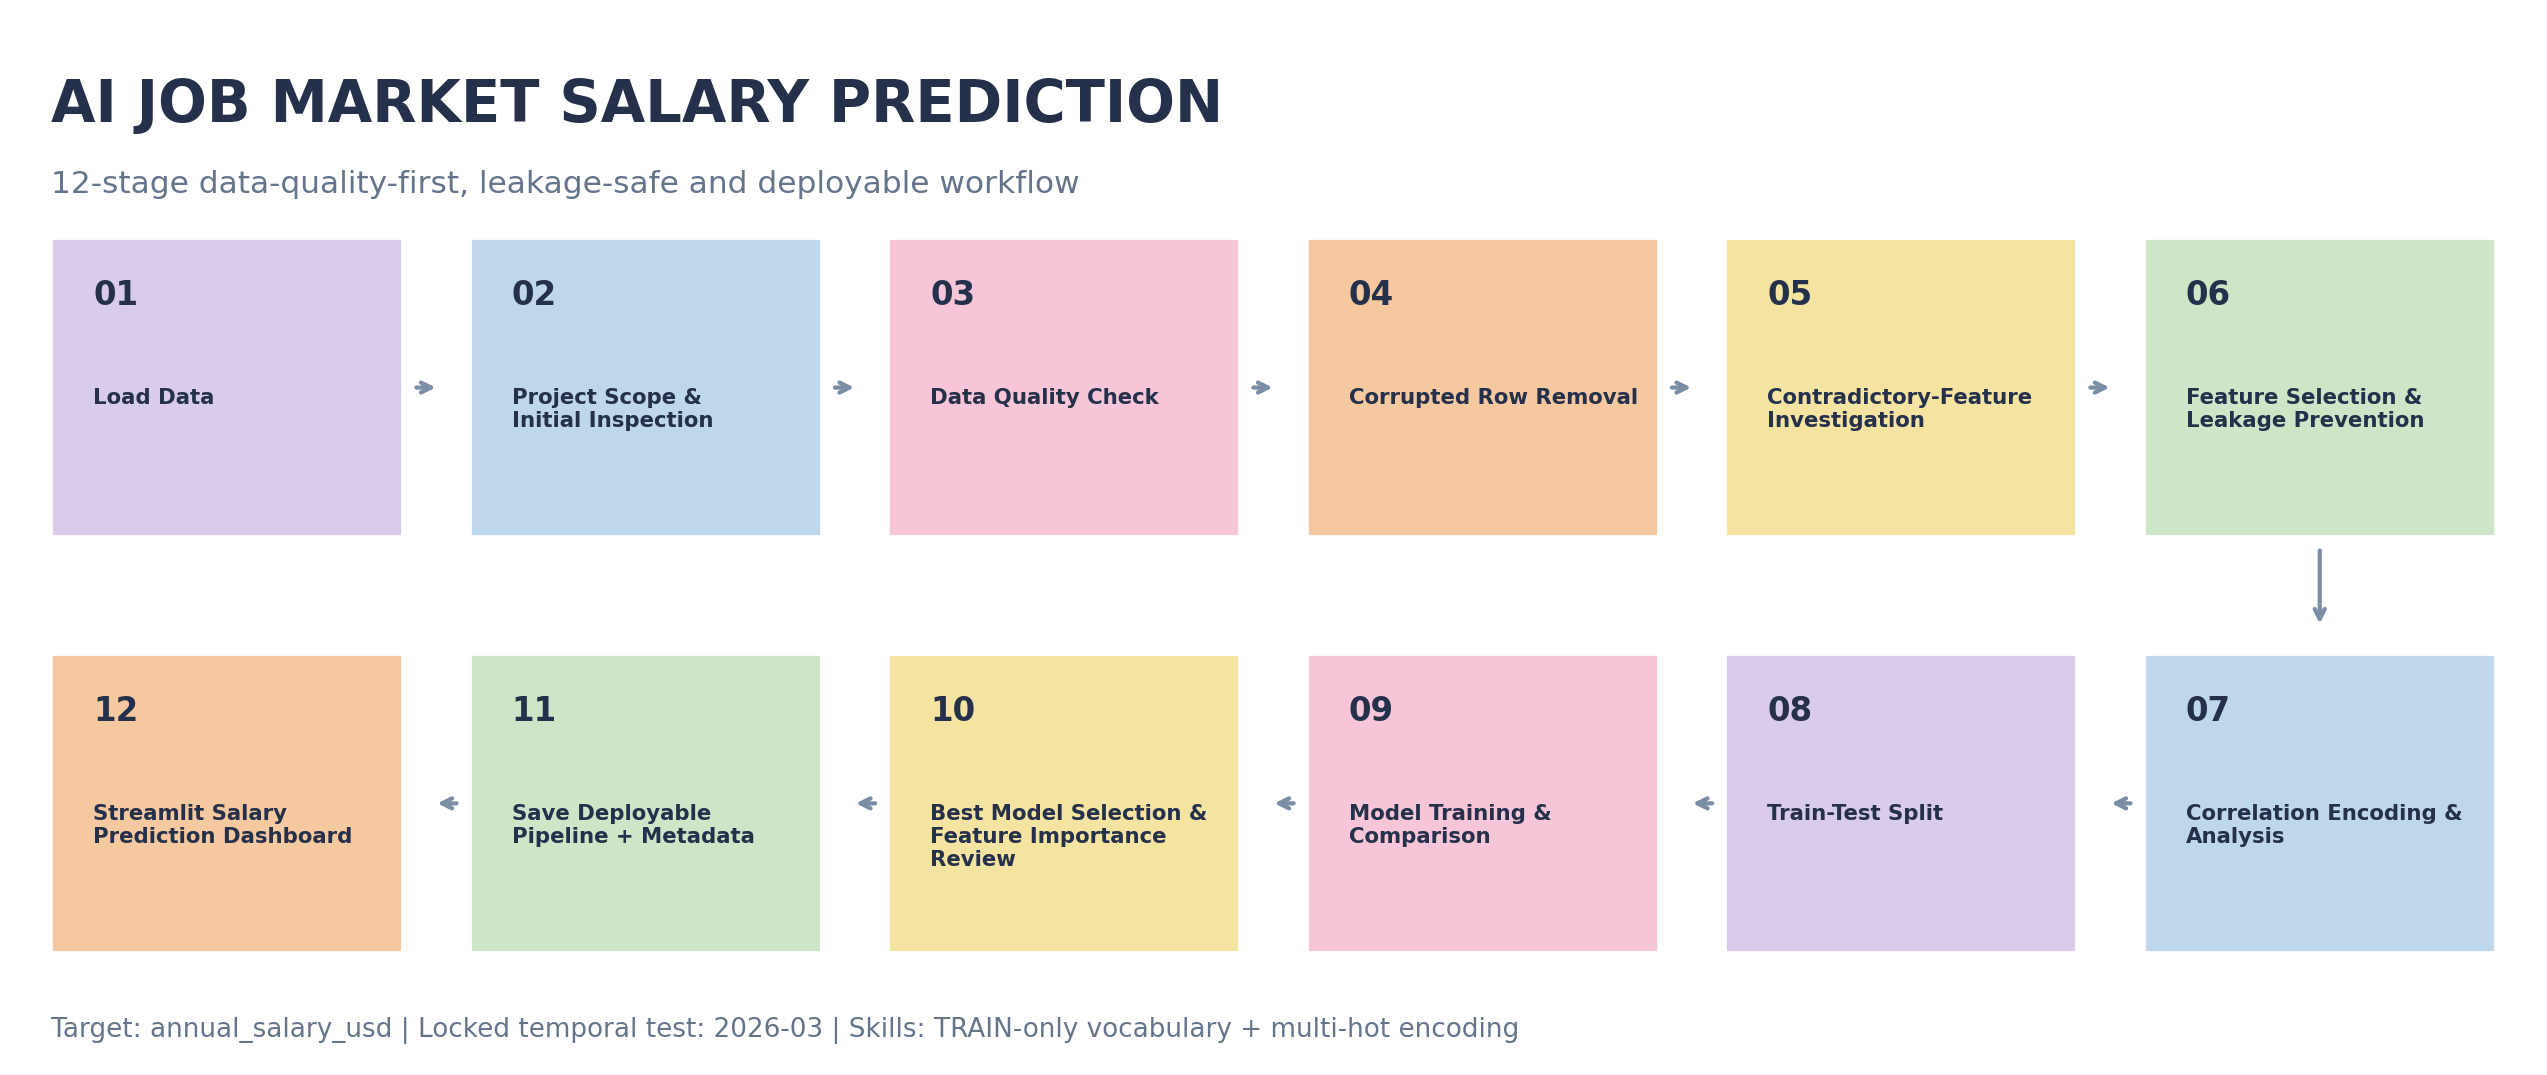 AI JOB MARKET SALARY PREDICTION
12-stage data-quality-first, leakage-safe and deployable workflow
01
Load Data
02
Project Scope &
Initial Inspection
03
Data Quality Check
04
Corrupted Row Removal
05
Contradictory-Feature
Investigation
06
Feature Selection &
Leakage Prevention
07
Correlation Encoding &
Analysis
08
Train-Test Split
09
Model Training &
Comparison
10
Best Model Selection &
Feature Importance
Review
11
Save Deployable
Pipeline + Metadata
12
Streamlit Salary
Prediction Dashboard
Target: annual_salary_usd | Locked temporal test: 2026-03 | Skills: TRAIN-only vocabulary + multi-hot encoding